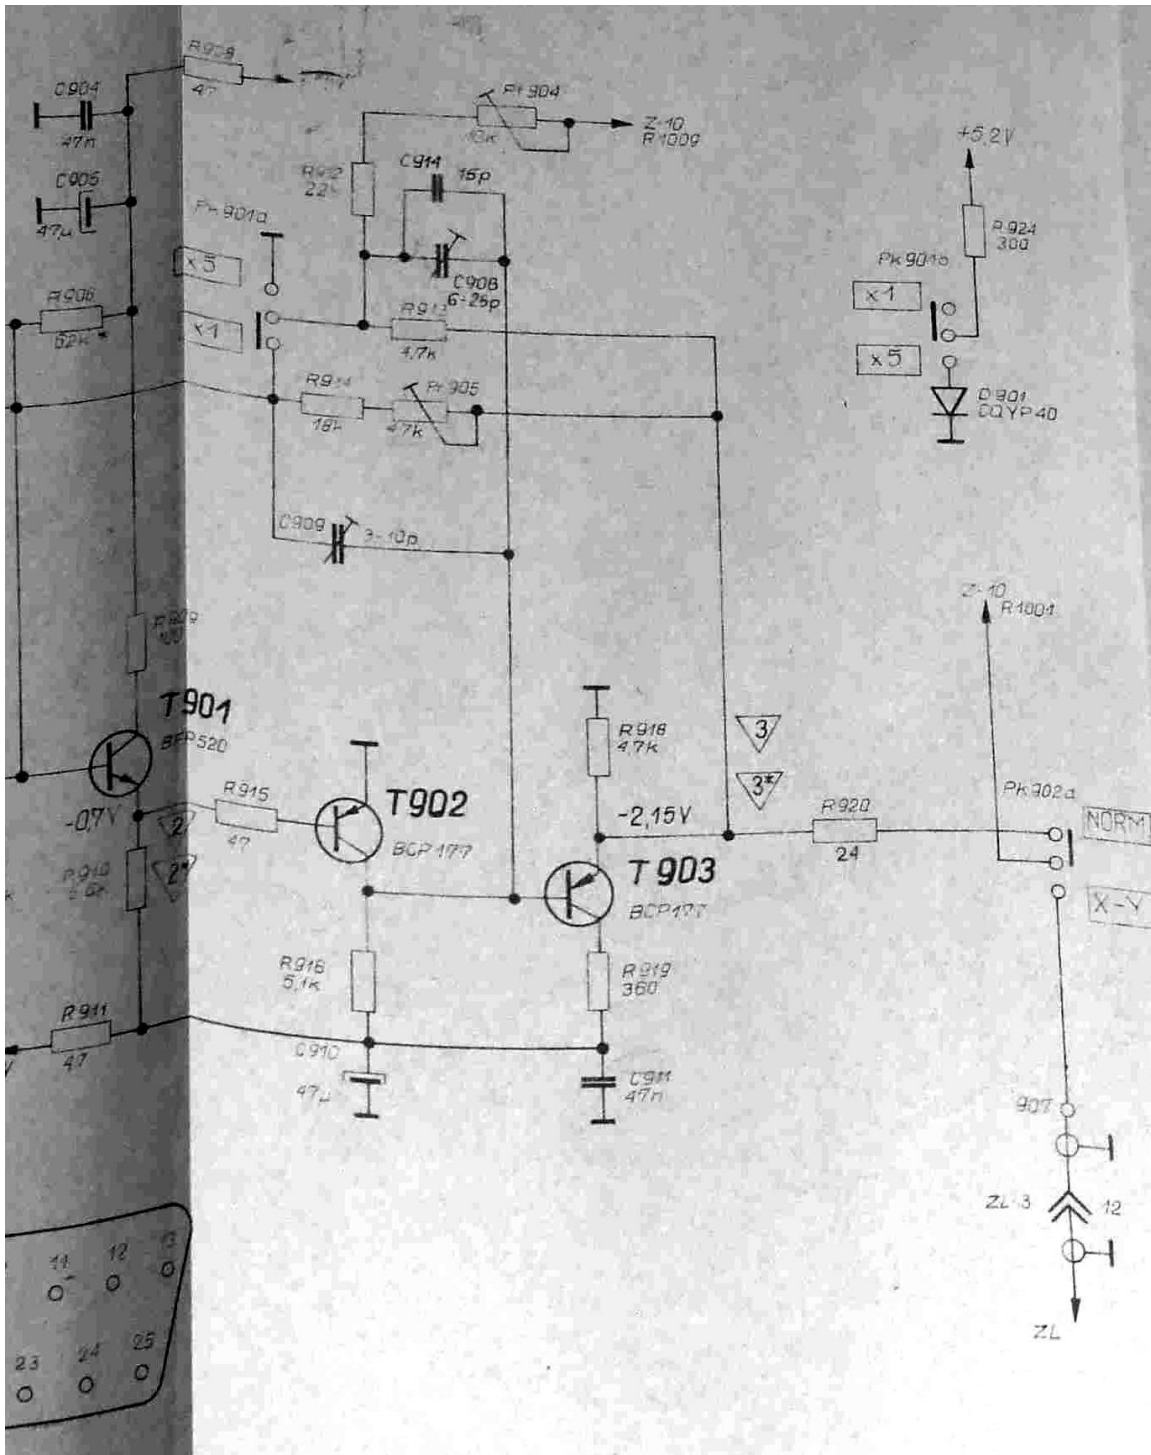 R909
47
C904
47n
Pr904
10k
Z-10
R1009
+5,2V
C905
47µ
C914
15p
R912
Pk901a
R924
300
x5
C908
6-25p
Pk901b
x1
R906
62k*
x1
R913
4,7k
x5
R914
18k
Pr905
47k
D901
CQYP40
C909
3-10p
Z-10
R1001
100
T901
BFP520
R918
4,7k
3
3*
R915
47
T902
BCP177
-0,7V
2
2*
-2,15V
R920
24
Pk902a
NORM
T903
BCP177
R910
X-Y
R916
5,1k
R919
360
R911
47
C910
47µ
C911
47n
907
ZL-3
12
ZL
11
12
13
23
24
25